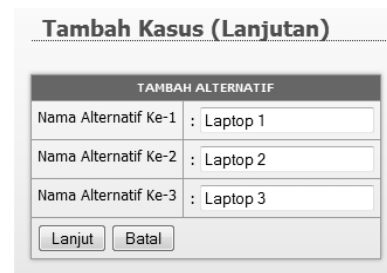 Tambah Kasus (Lanjutan)
TAMBAH ALTERNATIF
Nama Alternatif Ke-1 : Laptop 1
Nama Alternatif Ke-2 : Laptop 2
Nama Alternatif Ke-3 : Laptop 3
Lanjut Batal